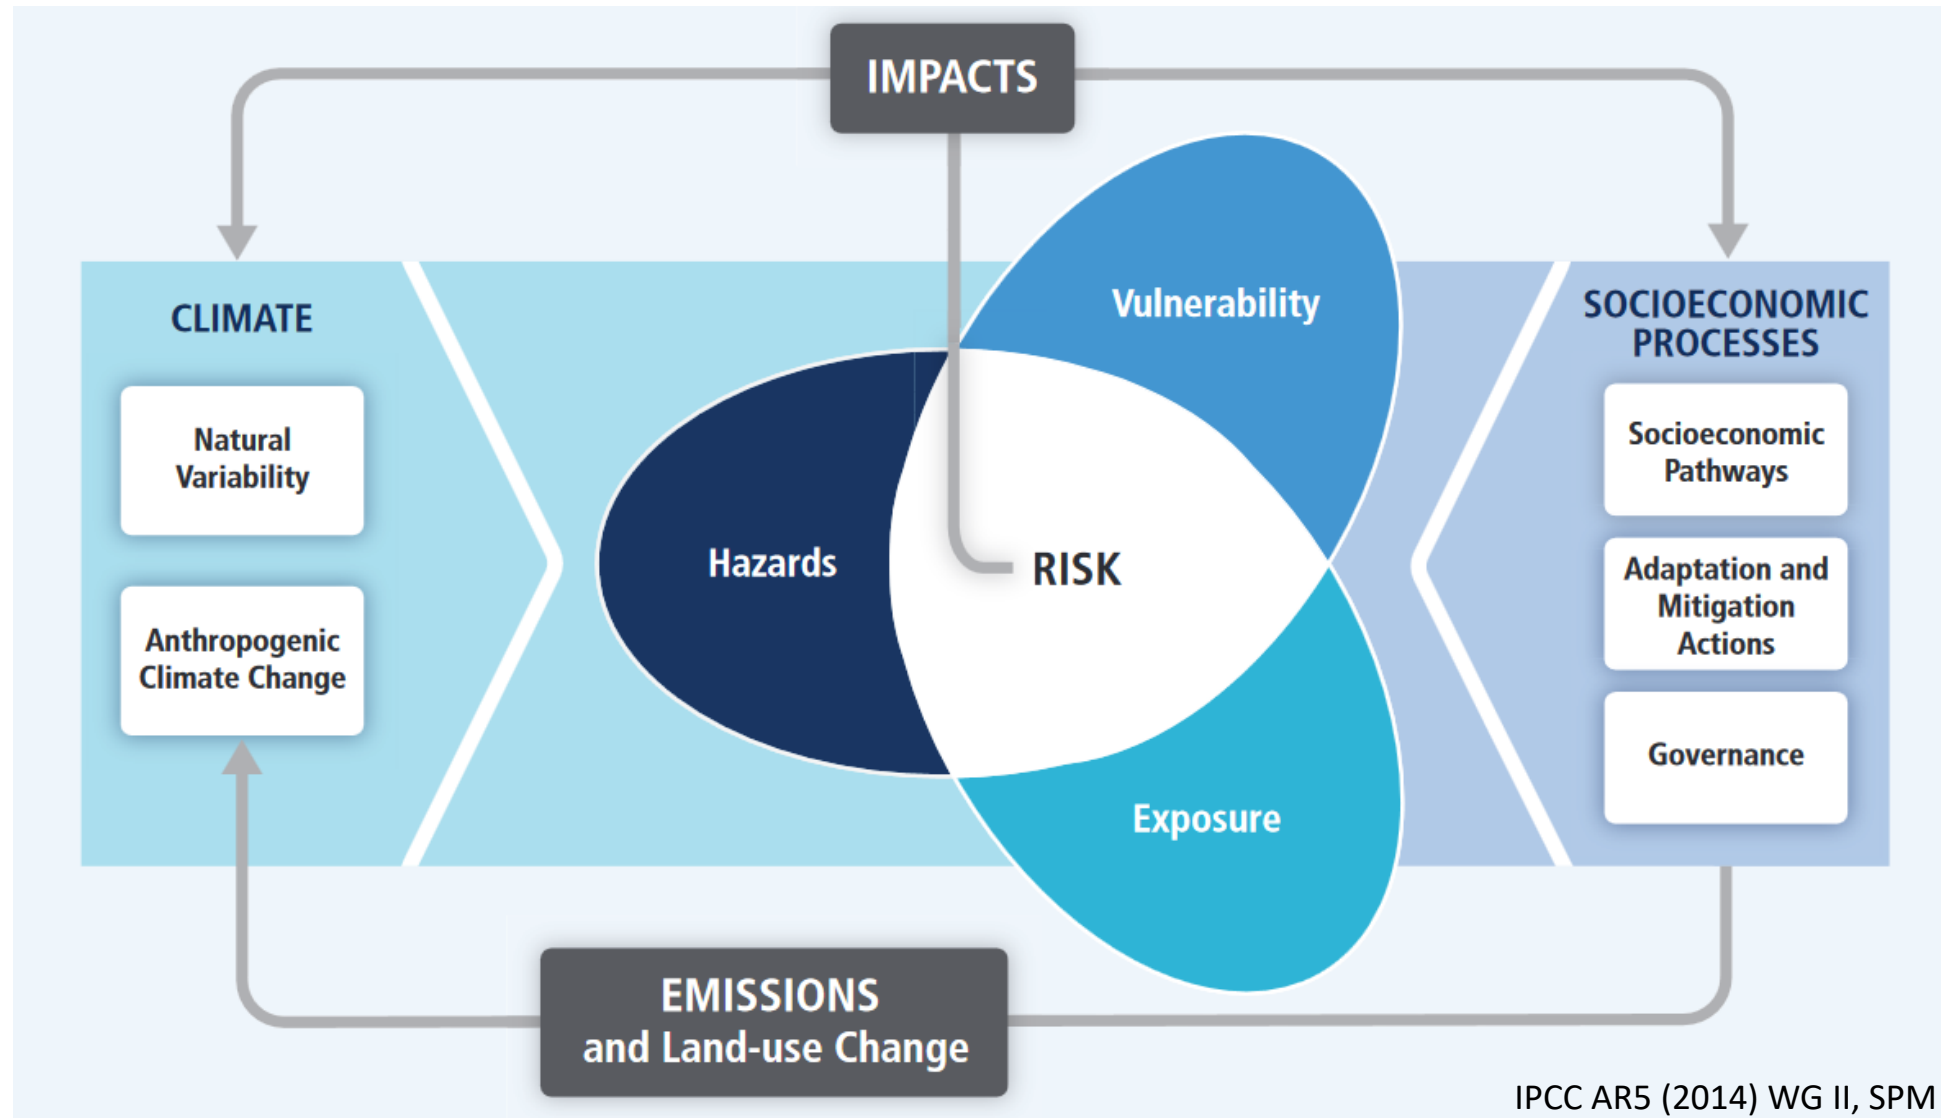 IMPACTS
CLIMATE
Natural
Variability
Anthropogenic
Climate Change
Vulnerability
Hazards
RISK
Exposure
SOCIOECONOMIC
PROCESSES
Socioeconomic
Pathways
Adaptation and
Mitigation
Actions
Governance
EMISSIONS
and Land-use Change
IPCC AR5 (2014) WG II, SPM